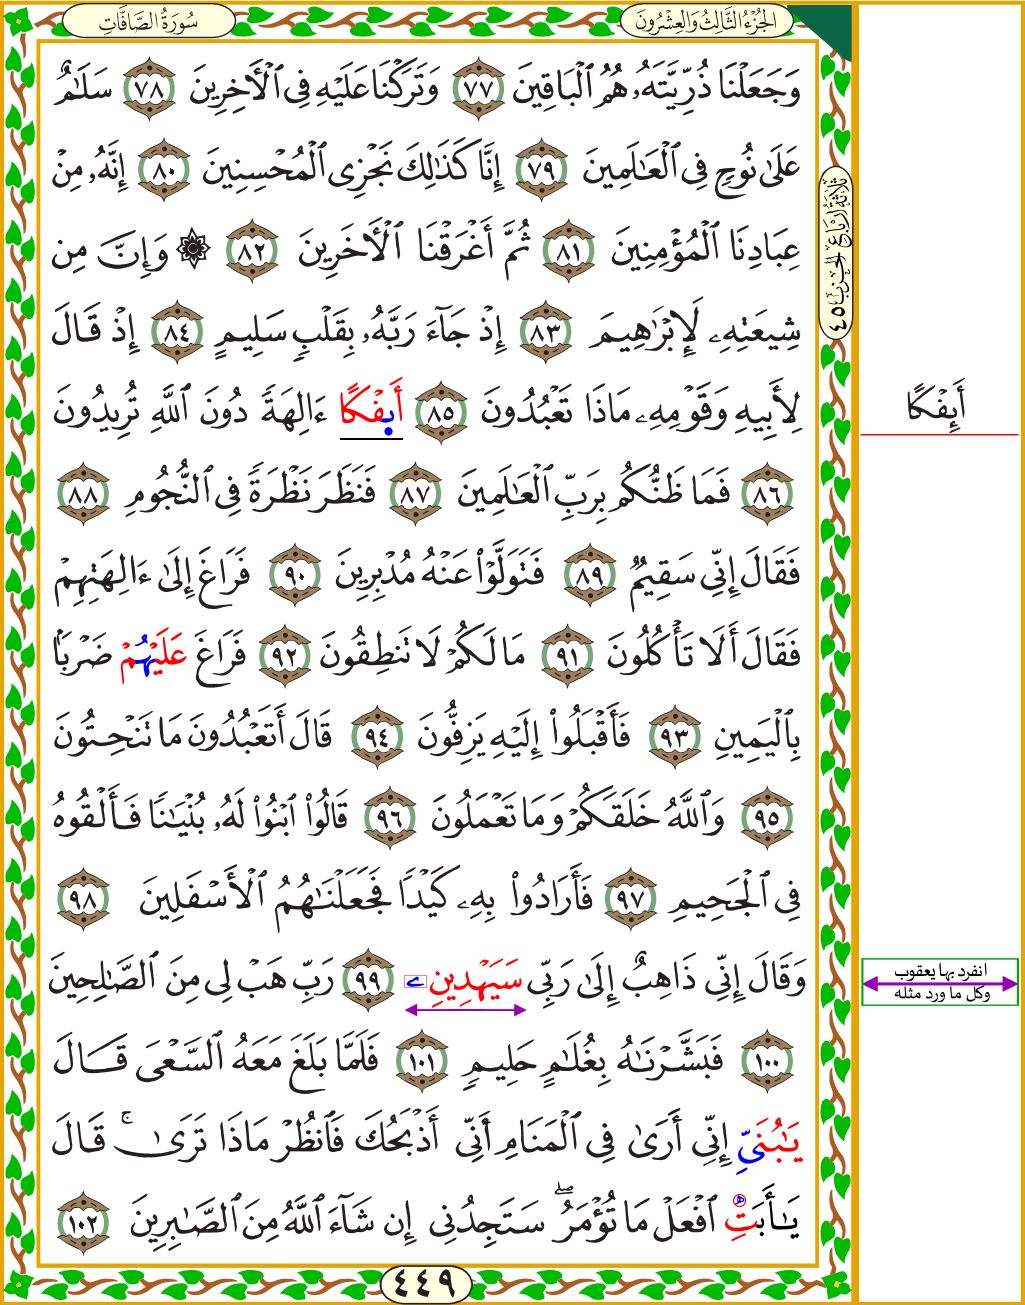 الجُزْءُ الثَّالِثُ وَالعِشْرُونَ
سُورَةُ الصَّافَّاتِ
وَجَعَلْنَا ذُرِّيَّتَهُۥ هُمُ ٱلْبَاقِينَ ٧٧ وَتَرَكْنَا عَلَيْهِ فِى ٱلْأَخِرِينَ ٧٨ سَلَٰمٌ
عَلَىٰ نُوحٍ فِى ٱلْعَٰلَمِينَ ٧٩ إِنَّا كَذَٰلِكَ نَجْزِى ٱلْمُحْسِنِينَ ٨٠ إِنَّهُۥ مِنْ
عِبَادِنَا ٱلْمُؤْمِنِينَ ٨١ ثُمَّ أَغْرَقْنَا ٱلْأَخَرِينَ ٨٢ ۞ وَإِنَّ مِن
شِيعَتِهِۦ لَإِبْرَٰهِيمَ ٨٣ إِذْ جَآءَ رَبَّهُۥ بِقَلْبٍ سَلِيمٍ ٨٤ إِذْ قَالَ
لِأَبِيهِ وَقَوْمِهِۦ مَاذَا تَعْبُدُونَ ٨٥ أَىِٕفْكًا ءَالِهَةً دُونَ ٱللَّهِ تُرِيدُونَ
٨٦ فَمَا ظَنُّكُم بِرَبِّ ٱلْعَٰلَمِينَ ٨٧ فَنَظَرَ نَظْرَةً فِى ٱلنُّجُومِ ٨٨
فَقَالَ إِنِّى سَقِيمٌ ٨٩ فَتَوَلَّوْا۟ عَنْهُ مُدْبِرِينَ ٩٠ فَرَاغَ إِلَىٰ ءَالِهَتِهِمْ
فَقَالَ أَلَا تَأْكُلُونَ ٩١ مَا لَكُمْ لَا تَنطِقُونَ ٩٢ فَرَاغَ عَلَيْهُمْ ضَرْبًۢا
بِٱلْيَمِينِ ٩٣ فَأَقْبَلُوٓا۟ إِلَيْهِ يَزِفُّونَ ٩٤ قَالَ أَتَعْبُدُونَ مَا تَنْحِتُونَ
٩٥ وَٱللَّهُ خَلَقَكُمْ وَمَا تَعْمَلُونَ ٩٦ قَالُوا۟ ٱبْنُوا۟ لَهُۥ بُنْيَٰنًا فَأَلْقُوهُ
فِى ٱلْجَحِيمِ ٩٧ فَأَرَادُوا۟ بِهِۦ كَيْدًا فَجَعَلْنَٰهُمُ ٱلْأَسْفَلِينَ ٩٨
وَقَالَ إِنِّى ذَاهِبٌ إِلَىٰ رَبِّى سَيَهْدِينِۦ ٩٩ رَبِّ هَبْ لِى مِنَ ٱلصَّٰلِحِينَ
١٠٠ فَبَشَّرْنَٰهُ بِغُلَٰمٍ حَلِيمٍ ١٠١ فَلَمَّا بَلَغَ مَعَهُ ٱلسَّعْىَ قَالَ
يَٰبُنَىِّ إِنِّى أَرَىٰ فِى ٱلْمَنَامِ أَنِّى أَذْبَحُكَ فَٱنظُرْ مَاذَا تَرَىٰ ۚ قَالَ
يَٰٓأَبَتِ ٱفْعَلْ مَا تُؤْمَرُ ۖ سَتَجِدُنِى إِن شَآءَ ٱللَّهُ مِنَ ٱلصَّٰبِرِينَ ١٠٢
٤٤٩
ثلاثة أرباع الحزب ٤٥
أَىِٕفْكًا
انفرد بها يعقوب
وكل ما ورد مثله